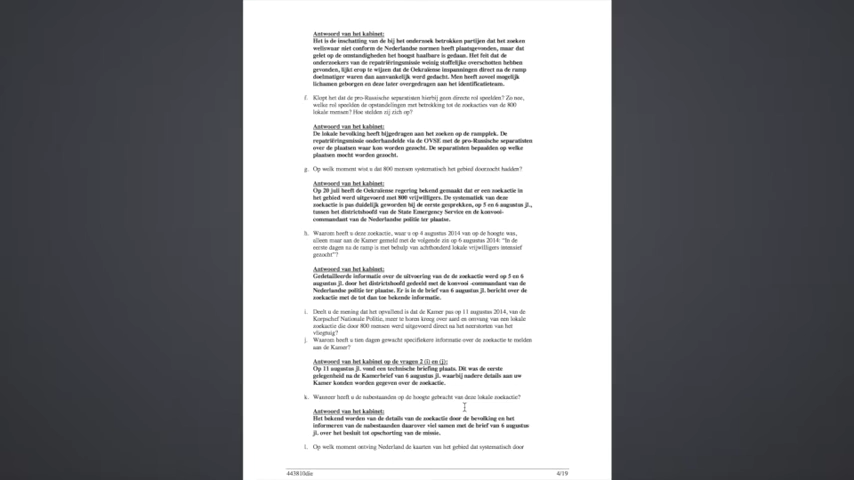 Antwoord van het kabinet:
Het is de inschatting van de bij het onderzoek betrokken partijen dat het zoeken
weliswaar niet conform de Nederlandse normen heeft plaatsgevonden, maar dat
gelet op de omstandigheden het hoogst haalbare is gedaan. Het feit dat de
onderzoekers van de repatriëringsmissie weinig stoffelijke overschotten hebben
gevonden, lijkt erop te wijzen dat de Oekraïense inspanningen direct na de ramp
doelmatiger waren dan aanvankelijk werd gedacht. Men heeft zoveel mogelijk
lichamen geborgen en deze later overgedragen aan het identificatieteam.
f. Klopt het dat de pro-Russische separatisten hierbij geen directe rol speelden? Zo nee,
welke rol speelden de opstandelingen met betrekking tot de zoekacties van de 800
lokale mensen? Hoe stelden zij zich op?
Antwoord van het kabinet:
De lokale bevolking heeft bijgedragen aan het zoeken op de rampplek. De
repatriëringsmissie onderhandelde via de OVSE met de pro-Russische separatisten
over de plaatsen waar kon worden gezocht. De separatisten bepaalden op welke
plaatsen mocht worden gezocht.
g. Op welk moment wist u dat 800 mensen systematisch het gebied doorzocht hadden?
Antwoord van het kabinet:
Op 20 juli heeft de Oekraïense regering bekend gemaakt dat er een zoekactie in
het gebied werd uitgevoerd met 800 vrijwilligers. De systematiek van deze
zoekactie is pas duidelijk geworden bij de eerste gesprekken, op 5 en 6 augustus jl.,
tussen het districtshoofd van de State Emergency Service en de konvooi-
commandant van de Nederlandse politie ter plaatse.
h. Waarom heeft u deze zoekactie, waar u op 4 augustus 2014 van op de hoogte was,
alleen maar aan de Kamer gemeld met de volgende zin op 6 augustus 2014: "In de
eerste dagen na de ramp is met behulp van achthonderd lokale vrijwilligers intensief
gezocht"?
Antwoord van het kabinet:
Gedetailleerde informatie over de uitvoering van de de zoekactie werd op 5 en 6
augustus jl. door het districtshoofd gedeeld met de konvooi-commandant van de
Nederlandse politie ter plaatse. Er is in de brief van 6 augustus jl. bericht over de
zoekactie met de tot dan toe bekende informatie.
i. Deelt u de mening dat het opvallend is dat de Kamer pas op 11 augustus 2014, van de
Korpschef Nationale Politie, meer te horen kreeg over aard en omvang van een lokale
zoekactie die door 800 mensen werd uitgevoerd direct na het neerstorten van het
vliegtuig?
j. Waarom heeft u tien dagen gewacht specifiekere informatie over de zoekactie te melden
aan de Kamer?
Antwoord van het kabinet op de vragen 2 (i) en (j):
Op 11 augustus jl. vond een technische briefing plaats. Dit was de eerste
gelegenheid na de Kamerbrief van 6 augustus jl. waarbij nadere details aan uw
Kamer konden worden gegeven over de zoekactie.
k. Wanneer heeft u de nabestaanden op de hoogte gebracht van deze lokale zoekactie?
Antwoord van het kabinet:
Het bekend worden van de details van de zoekactie door de bevolking en het
informeren van de nabestaanden daarover viel samen met de brief van 6 augustus
jl. over het besluit tot opschorting van de missie.
l. Op welk moment ontving Nederland de kaarten van het gebied dat systematisch door
4/19